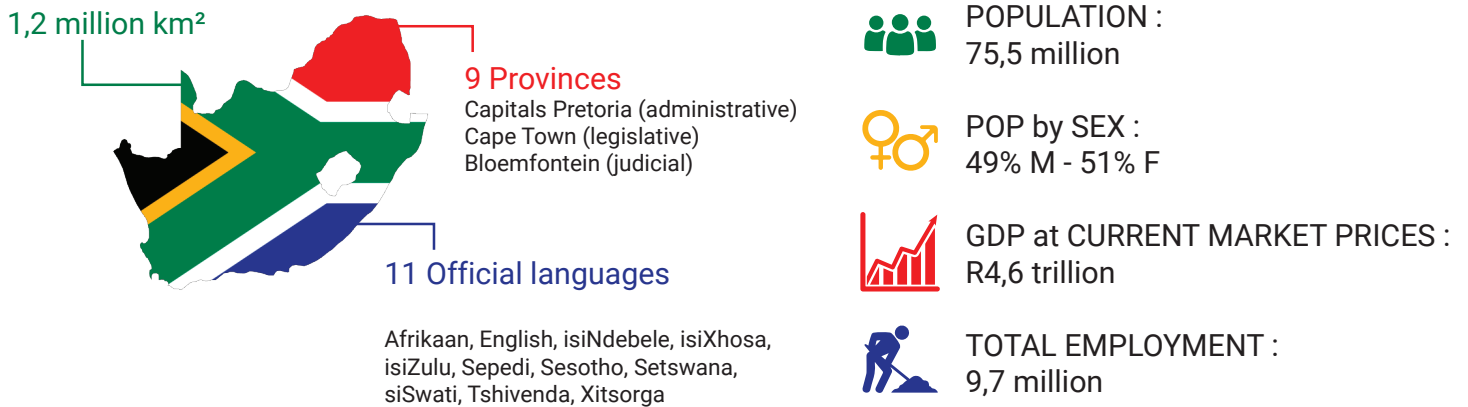 1,2 million km²
9 Provinces
Capitals Pretoria (administrative)
Cape Town (legislative)
Bloemfontein (judicial)
11 Official languages
Afrikaan, English, isiNdebele, isiXhosa,
isiZulu, Sepedi, Sesotho, Setswana,
siSwati, Tshivenda, Xitsorga
POPULATION :
75,5 million
POP by SEX :
49% M - 51% F
GDP at CURRENT MARKET PRICES :
R4,6 trillion
TOTAL EMPLOYMENT :
9,7 million